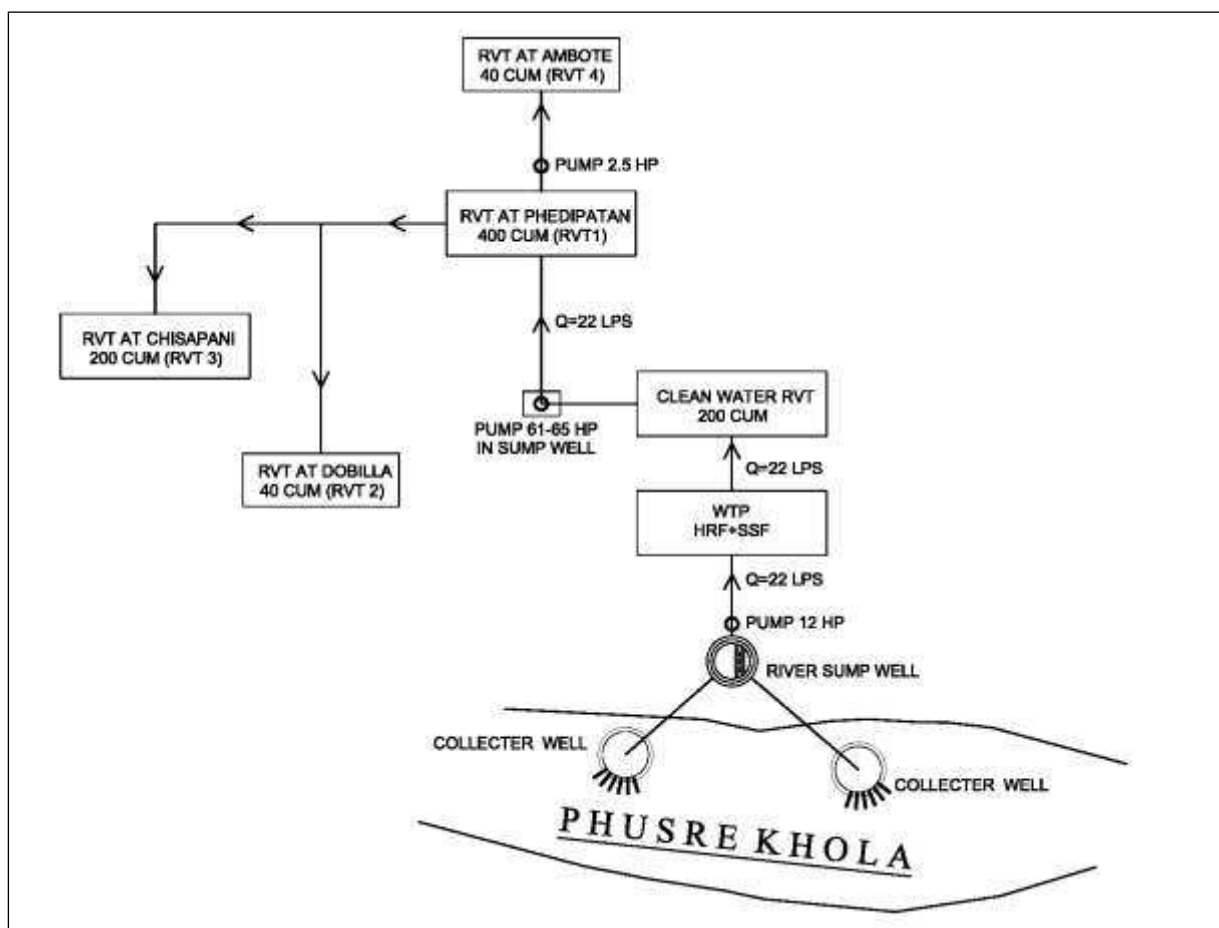 RVT AT AMBOTE
40 CUM (RVT 4)
PUMP 2.5 HP
RVT AT PHEDIPATAN
400 CUM (RVT1)
Q=22 LPS
RVT AT CHISAPANI
200 CUM (RVT 3)
CLEAN WATER RVT
200 CUM
PUMP 61-65 HP
IN SUMP WELL
RVT AT DOBILLA
40 CUM (RVT 2)
Q=22 LPS
WTP
HRF+SSF
Q=22 LPS
PUMP 12 HP
RIVER SUMP WELL
COLLECTER WELL
COLLECTER WELL
PHUSRE KHOLA